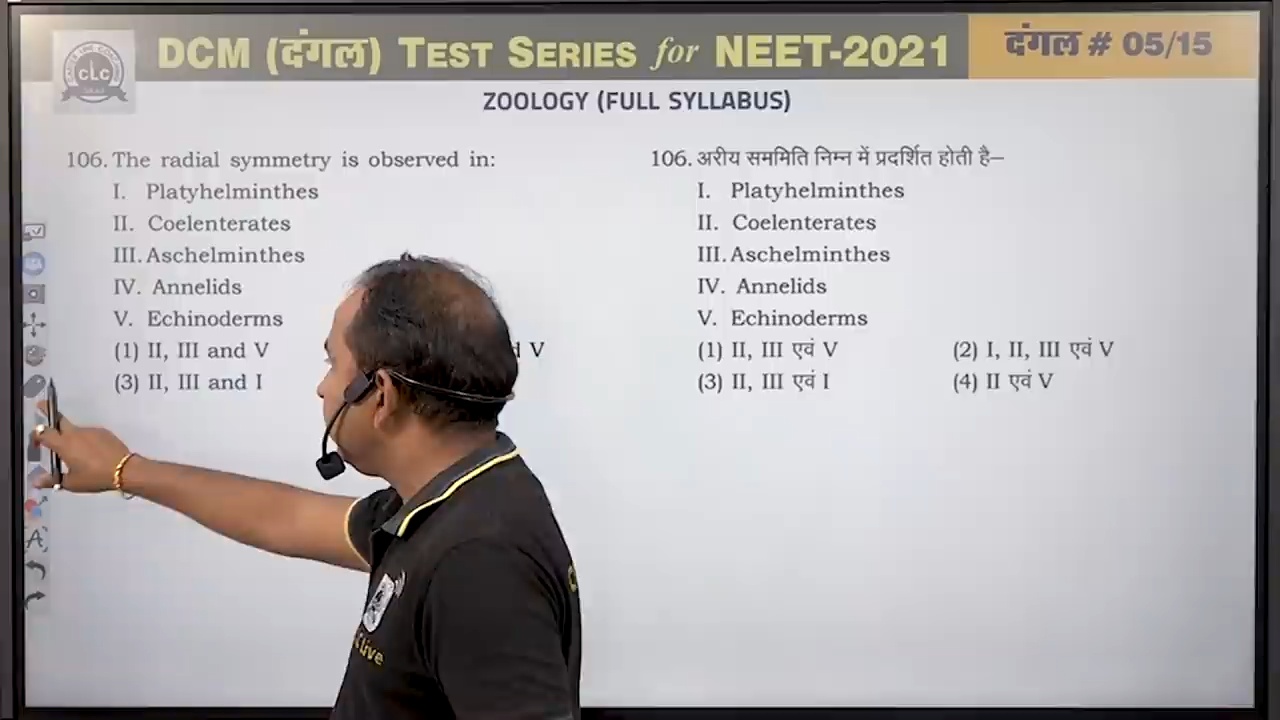 DCM (दंगल) TEST SERIES for NEET-2021
दंगल # 05/15
CLC
ZOOLOGY (FULL SYLLABUS)
106. The radial symmetry is observed in:
I. Platyhelminthes
II. Coelenterates
III. Aschelminthes
IV. Annelids
V. Echinoderms
(1) II, III and V
d V
(3) II, III and I
106. अरीय सममिति निम्न में प्रदर्शित होती है–
I. Platyhelminthes
II. Coelenterates
III. Aschelminthes
IV. Annelids
V. Echinoderms
(1) II, III एवं V (2) I, II, III एवं V
(3) II, III एवं I (4) II एवं V
A
Live